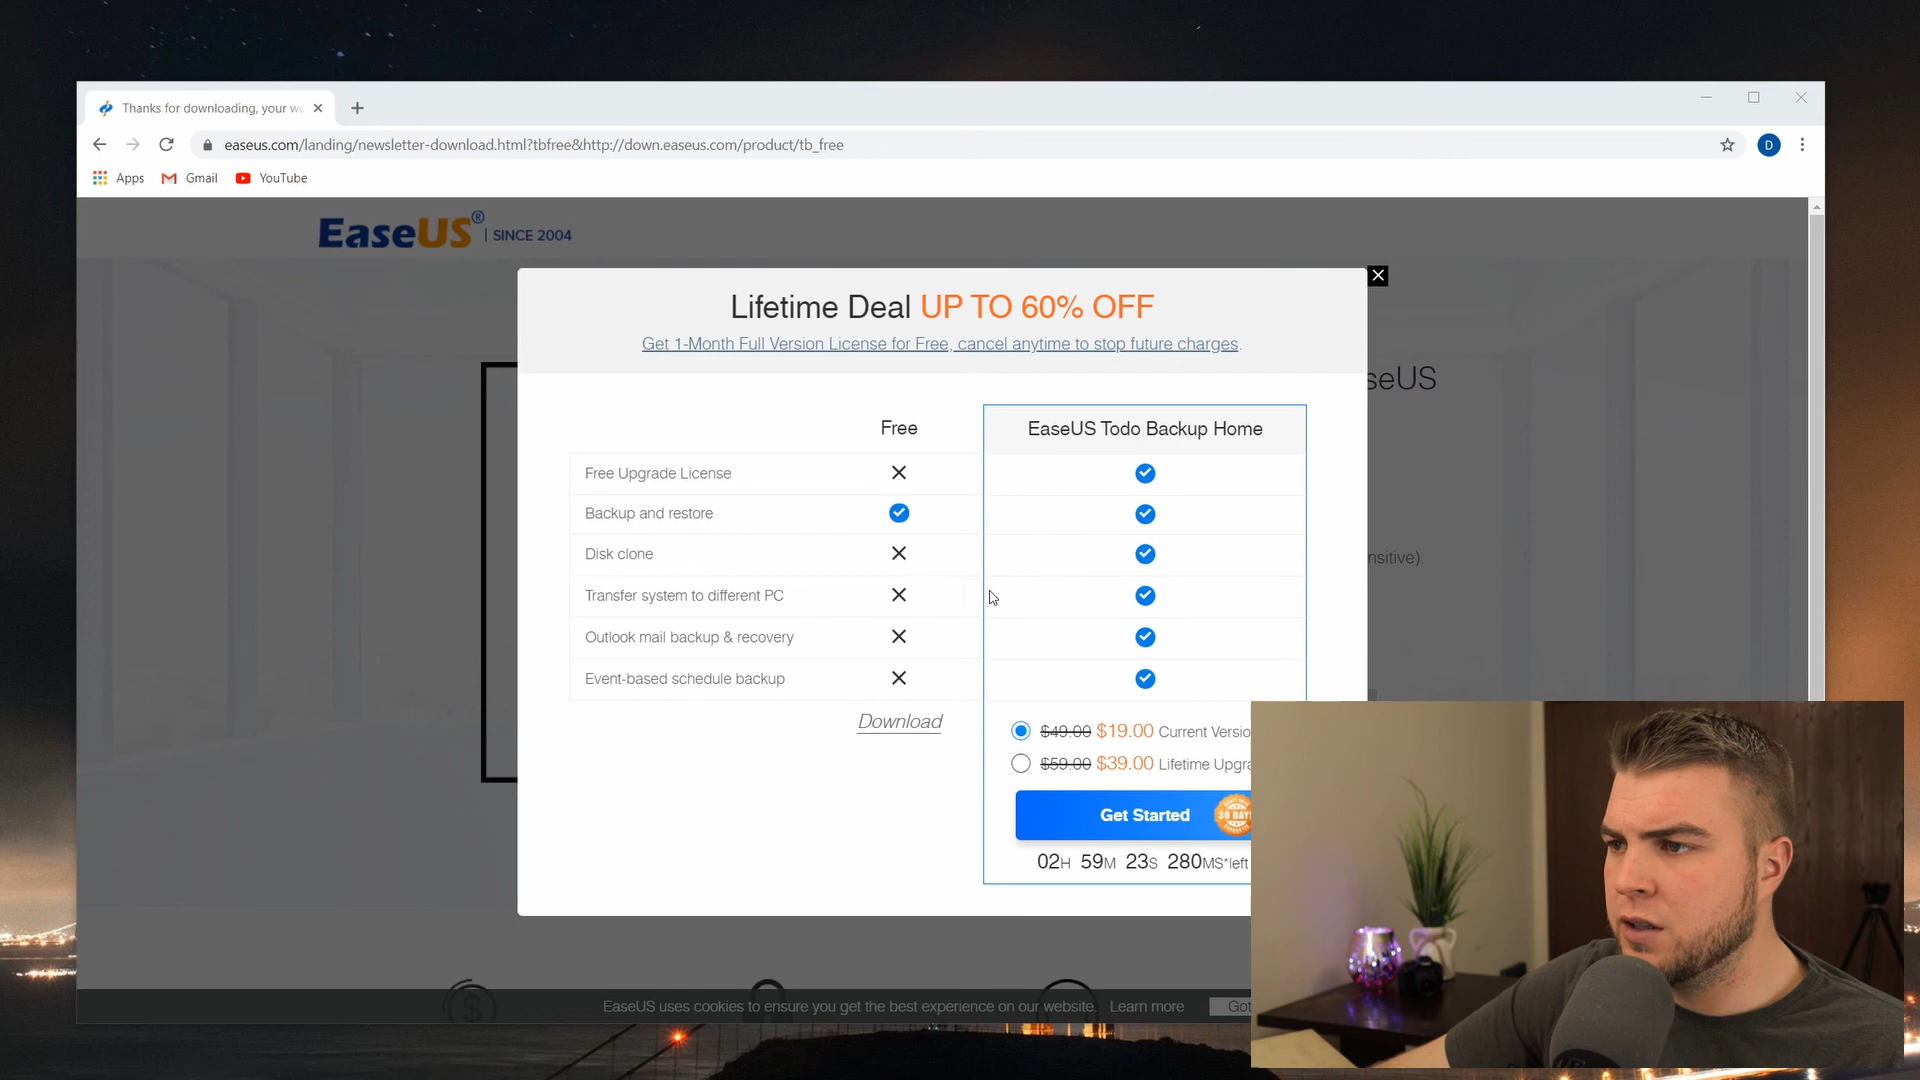 Thanks for downloading, your we
easeus.com/landing/newsletter-download.html?tbfree&http://down.easeus.com/product/tb_free
D
Apps
Gmail
YouTube
EaseUS® | SINCE 2004
Lifetime Deal UP TO 60% OFF
Get 1-Month Full Version License for Free, cancel anytime to stop future charges.
seUS
Free
EaseUS Todo Backup Home
Free Upgrade License
Backup and restore
Disk clone
nsitive).
Transfer system to different PC
Outlook mail backup & recovery
Event-based schedule backup
Download
$49.00 $19.00 Current Versio
$59.00 $39.00 Lifetime Upgra
Get Started
30 DAY
02H 59M 23S 280MS*left
EaseUS uses cookies to ensure you get the best experience on our website. Learn more
Got